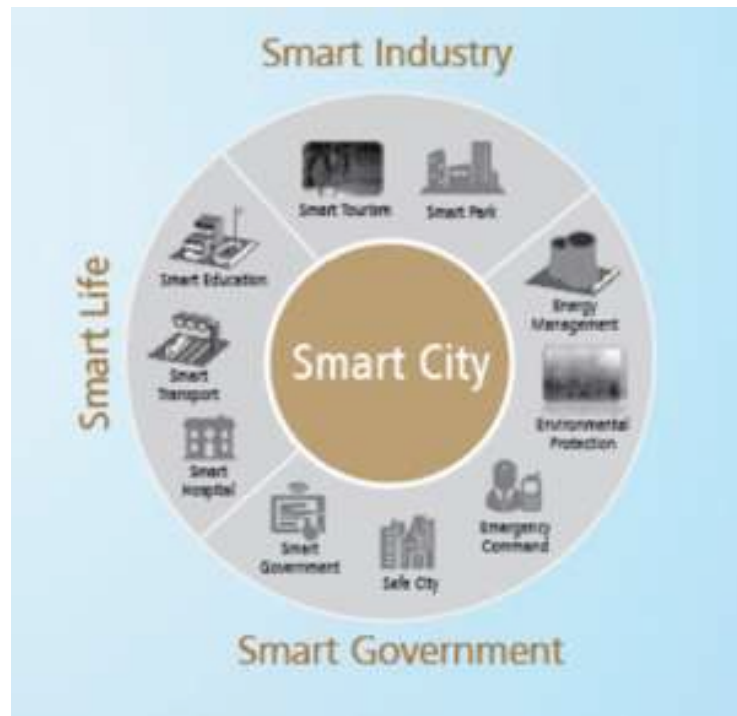 Smart Industry
Smart Tourism
Smart Park
Smart Life
Smart Education
Smart
Transport
Smart
Hospital
Smart City
Energy
Management
Environmental
Protection
Emergency
Command
Safe City
Smart
Government
Smart Government